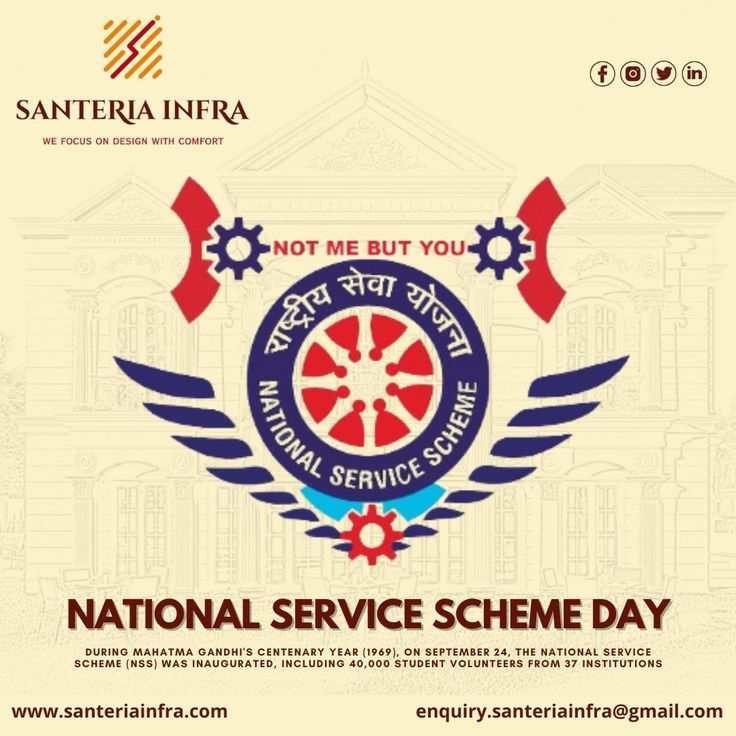 SANTERIA INFRA
WE FOCUS ON DESIGN WITH COMFORT
NOT ME BUT YOU
राष्ट्रीय सेवा योजना
NATIONAL SERVICE SCHEME
NATIONAL SERVICE SCHEME DAY
DURING MAHATMA GANDHI'S CENTENARY YEAR (1969), ON SEPTEMBER 24, THE NATIONAL SERVICE
SCHEME (NSS) WAS INAUGURATED, INCLUDING 40,000 STUDENT VOLUNTEERS FROM 37 INSTITUTIONS
www.santeriainfra.com
enquiry.santeriainfra@gmail.com